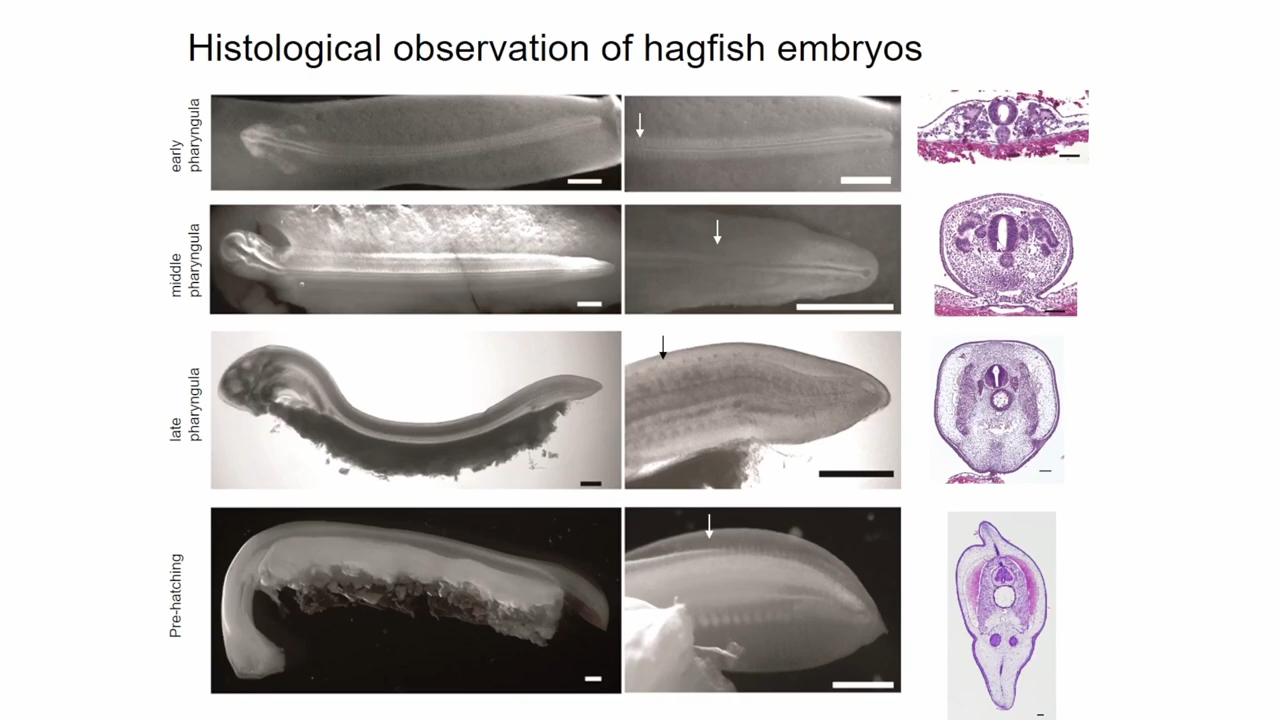 Histological observation of hagfish embryos
early
pharyngula
middle
pharyngula
late
pharyngula
Pre-hatching